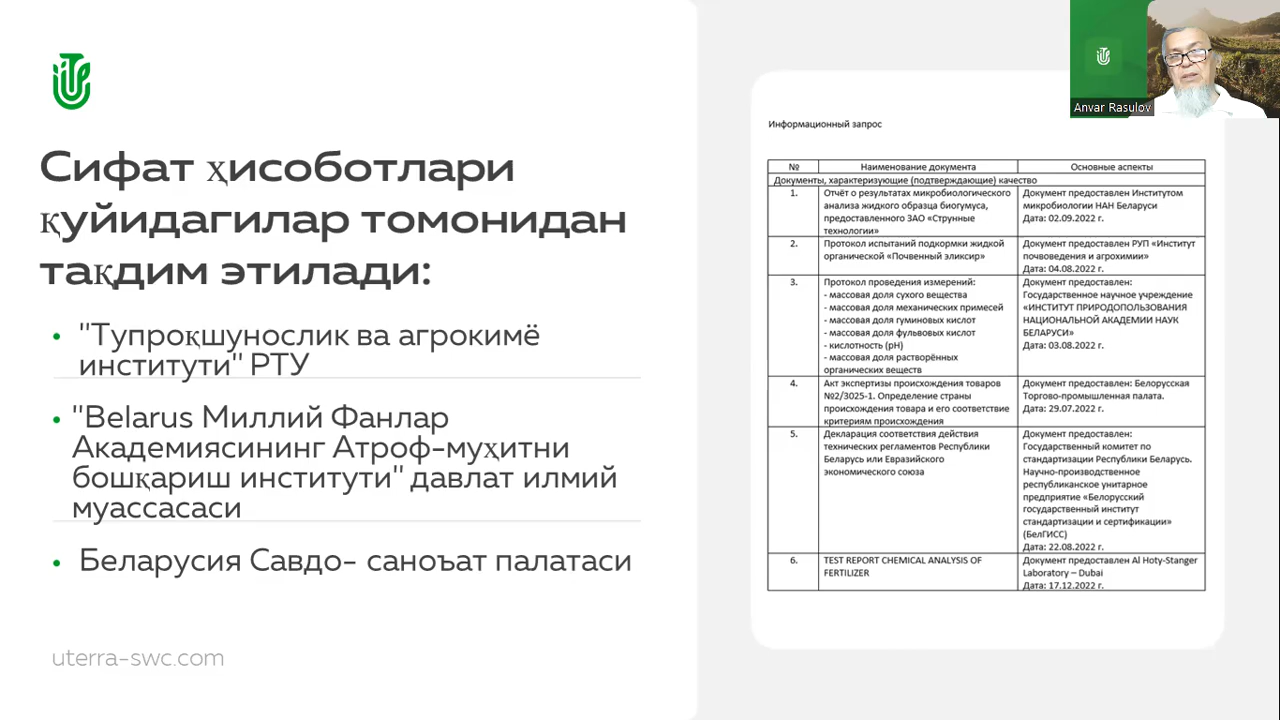 Сифат ҳисоботлари
қуйидагилар томонидан
тақдим этилади:
• "Тупроқшунослик ва агрокимё
институти" РТУ
• "Belarus Миллий Фанлар
Академиясининг Атроф-муҳитни
бошқариш институти" давлат илмий
муассасаси
• Беларусия Савдо- саноъат палатаси
uterra-swc.com
Anvar Rasulov
Информационный запрос
№ Наименование документа Основные аспекты
Документы, характеризующие (подтверждающие) качество
1. Отчёт о результатах микробиологического
анализа жидкого образца биогумуса,
предоставленного ЗАО «Струнные
технологии»
Документ предоставлен Институтом
микробиологии НАН Беларуси
Дата: 02.09.2022 г.
2. Протокол испытаний подкормки жидкой
органической «Почвенный эликсир»
Документ предоставлен РУП «Институт
почвоведения и агрохимии»
Дата: 04.08.2022 г.
3. Протокол проведения измерений:
- массовая доля сухого вещества
- массовая доля механических примесей
- массовая доля гуминовых кислот
- массовая доля фульвовых кислот
- кислотность (pH)
- массовая доля растворённых
органических веществ
Документ предоставлен:
Государственное научное учреждение
«ИНСТИТУТ ПРИРОДОПОЛЬЗОВАНИЯ
НАЦИОНАЛЬНОЙ АКАДЕМИИ НАУК
БЕЛАРУСИ»
Дата: 03.08.2022 г.
4. Акт экспертизы происхождения товаров
№2/3025-1. Определение страны
происхождения товара и его соответствие
критериям происхождения
Документ предоставлен: Белорусская
Торгово-промышленная палата.
Дата: 29.07.2022 г.
5. Декларация соответствия действия
технических регламентов Республики
Беларусь или Евразийского
экономического союза
Документ предоставлен:
Государственный комитет по
стандартизации Республики Беларусь.
Научно-производственное
республиканское унитарное
предприятие «Белорусский
государственный институт
стандартизации и сертификации»
(БелГИСС)
Дата: 22.08.2022 г.
6. TEST REPORT CHEMICAL ANALYSIS OF
FERTILIZER
Документ предоставлен Al Hoty-Stanger
Laboratory – Dubai
Дата: 17.12.2022 г.